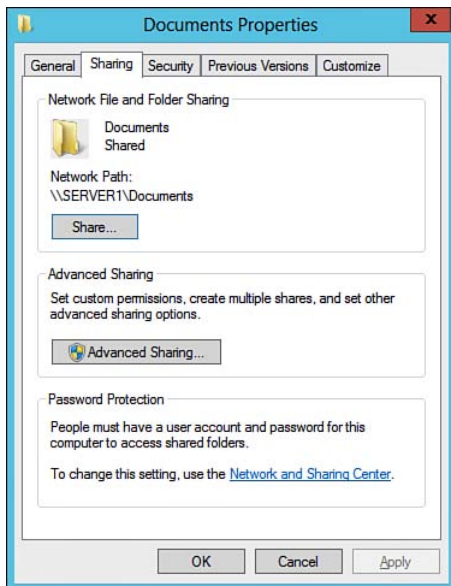 Documents Properties
x
General Sharing Security Previous Versions Customize
Network File and Folder Sharing
Documents
Shared
Network Path:
\\SERVER1\Documents
Share...
Advanced Sharing
Set custom permissions, create multiple shares, and set other
advanced sharing options.
Advanced Sharing...
Password Protection
People must have a user account and password for this
computer to access shared folders.
To change this setting, use the Network and Sharing Center.
OK Cancel Apply